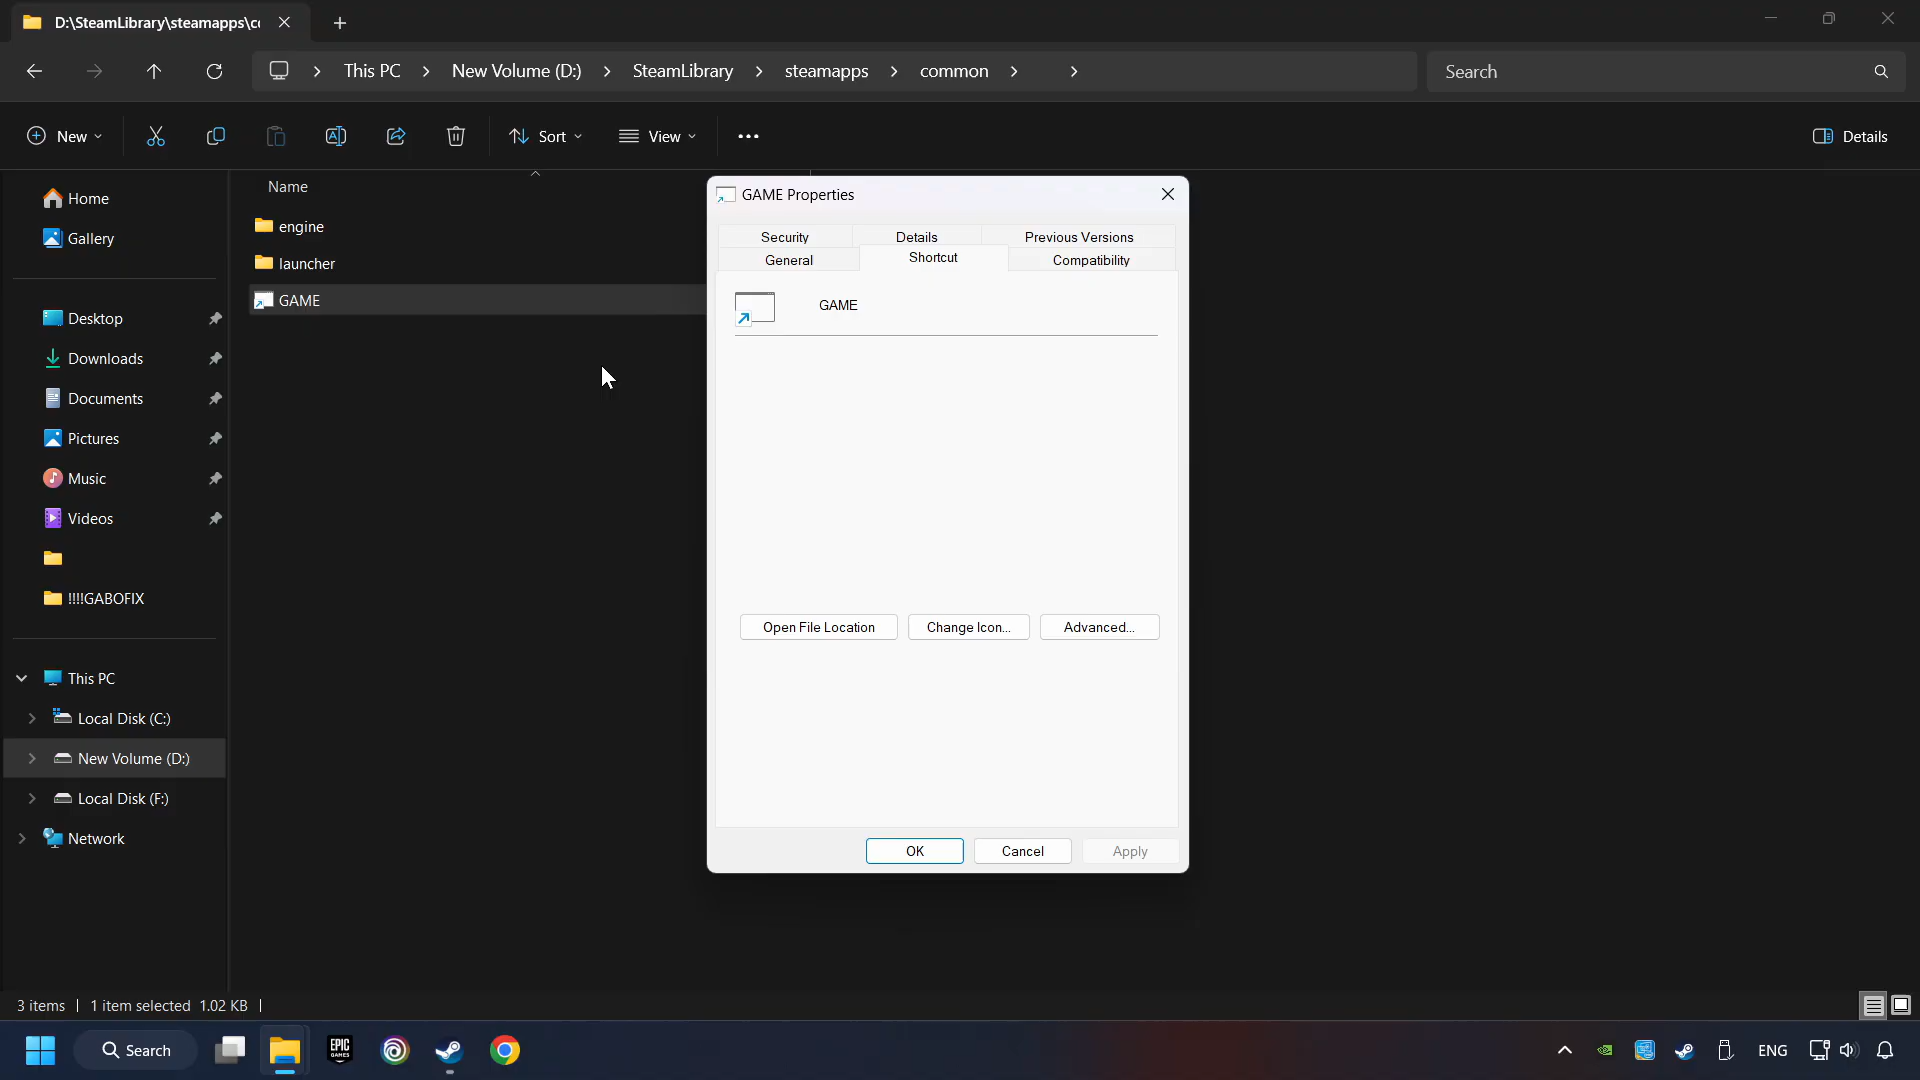 D:\SteamLibrary\steamapps\c
This PC
New Volume (D:)
SteamLibrary
steamapps
common
Search
New
Sort
View
Details
Home
Gallery
Desktop
Downloads
Documents
Pictures
Music
Videos
!!!!GABOFIX
This PC
Local Disk (C:)
New Volume (D:)
Local Disk (F:)
Network
Name
engine
launcher
GAME
GAME Properties
Security
Details
Previous Versions
General
Shortcut
Compatibility
GAME
Open File Location
Change Icon...
Advanced...
OK
Cancel
Apply
3 items
1 item selected 1.02 KB
Search
EPIC
GAMES
ENG